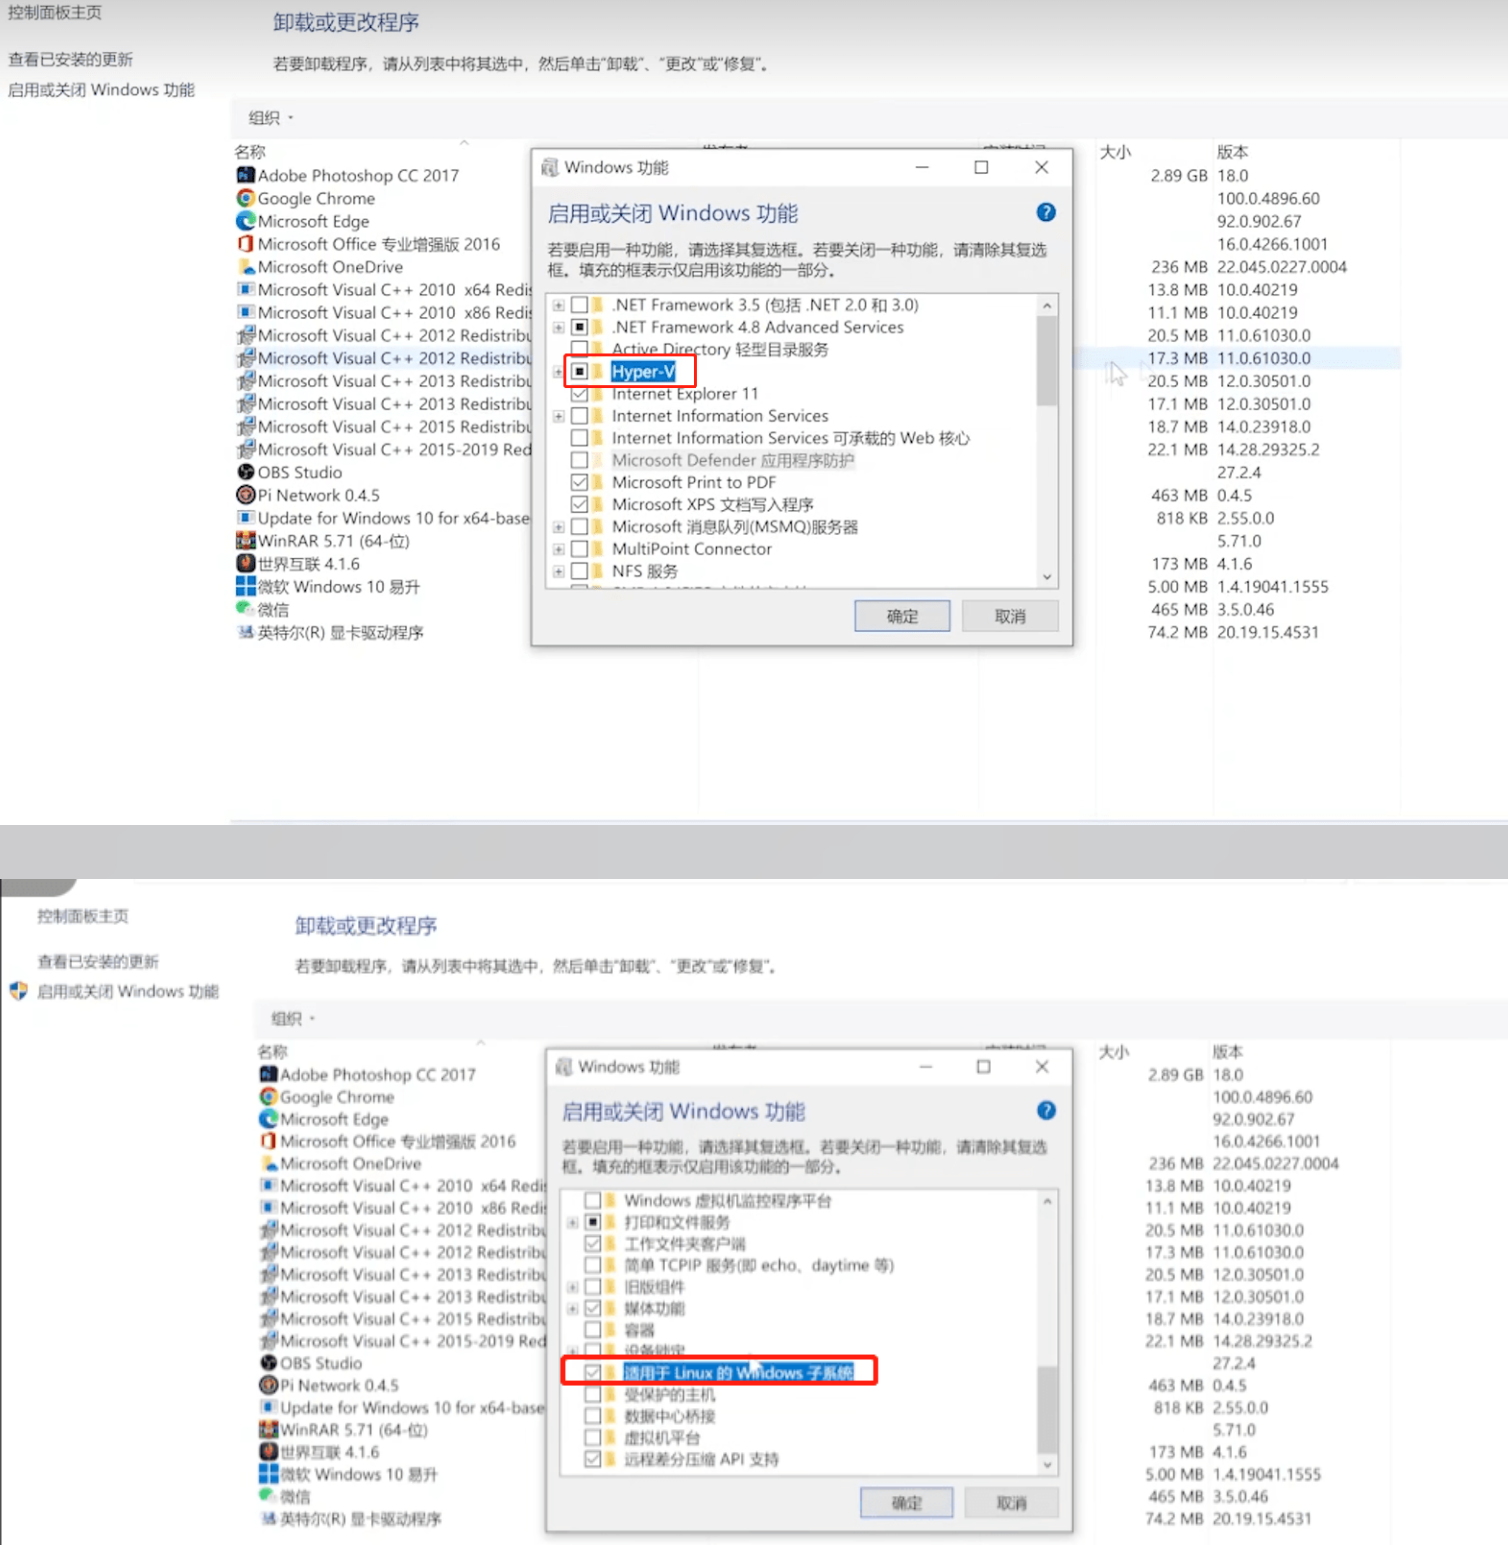 控制面板主页
卸载或更改程序
查看已安装的更新
若要卸载程序，请从列表中将其选中，然后单击“卸载”、“更改”或“修复”。
启用或关闭 Windows 功能
组织
名称
大小
版本
Adobe Photoshop CC 2017
2.89 GB 18.0
Google Chrome
100.0.4896.60
Microsoft Edge
92.0.902.67
Microsoft Office 专业增强版 2016
16.0.4266.1001
Microsoft OneDrive
236 MB 22.045.0227.0004
Microsoft Visual C++ 2010 x64 Redis
13.8 MB 10.0.40219
Microsoft Visual C++ 2010 x86 Redis
11.1 MB 10.0.40219
Microsoft Visual C++ 2012 Redistribu
20.5 MB 11.0.61030.0
Microsoft Visual C++ 2012 Redistribu
17.3 MB 11.0.61030.0
Microsoft Visual C++ 2013 Redistribu
20.5 MB 12.0.30501.0
Microsoft Visual C++ 2013 Redistribu
17.1 MB 12.0.30501.0
Microsoft Visual C++ 2015 Redistribu
18.7 MB 14.0.23918.0
Microsoft Visual C++ 2015-2019 Red
22.1 MB 14.28.29325.2
OBS Studio
27.2.4
Pi Network 0.4.5
463 MB 0.4.5
Update for Windows 10 for x64-base
818 KB 2.55.0.0
WinRAR 5.71 (64-位)
5.71.0
世界互联 4.1.6
173 MB 4.1.6
微软 Windows 10 易升
5.00 MB 1.4.19041.1555
微信
465 MB 3.5.0.46
英特尔(R) 显卡驱动程序
74.2 MB 20.19.15.4531
Windows 功能
启用或关闭 Windows 功能
若要启用一种功能，请选择其复选框。若要关闭一种功能，请清除其复选
框。填充的框表示仅启用该功能的一部分。
.NET Framework 3.5 (包括 .NET 2.0 和 3.0)
.NET Framework 4.8 Advanced Services
Active Directory 轻型目录服务
Hyper-V
Internet Explorer 11
Internet Information Services
Internet Information Services 可承载的 Web 核心
Microsoft Defender 应用程序防护
Microsoft Print to PDF
Microsoft XPS 文档写入程序
Microsoft 消息队列(MSMQ)服务器
MultiPoint Connector
NFS 服务
确定
取消
控制面板主页
卸载或更改程序
查看已安装的更新
若要卸载程序，请从列表中将其选中，然后单击“卸载”、“更改”或“修复”。
启用或关闭 Windows 功能
组织
名称
大小
版本
Adobe Photoshop CC 2017
2.89 GB 18.0
Google Chrome
100.0.4896.60
Microsoft Edge
92.0.902.67
Microsoft Office 专业增强版 2016
16.0.4266.1001
Microsoft OneDrive
236 MB 22.045.0227.0004
Microsoft Visual C++ 2010 x64 Redis
13.8 MB 10.0.40219
Microsoft Visual C++ 2010 x86 Redis
11.1 MB 10.0.40219
Microsoft Visual C++ 2012 Redistribu
20.5 MB 11.0.61030.0
Microsoft Visual C++ 2012 Redistribu
17.3 MB 11.0.61030.0
Microsoft Visual C++ 2013 Redistribu
20.5 MB 12.0.30501.0
Microsoft Visual C++ 2013 Redistribu
17.1 MB 12.0.30501.0
Microsoft Visual C++ 2015 Redistribu
18.7 MB 14.0.23918.0
Microsoft Visual C++ 2015-2019 Red
22.1 MB 14.28.29325.2
OBS Studio
27.2.4
Pi Network 0.4.5
463 MB 0.4.5
Update for Windows 10 for x64-base
818 KB 2.55.0.0
WinRAR 5.71 (64-位)
5.71.0
世界互联 4.1.6
173 MB 4.1.6
微软 Windows 10 易升
5.00 MB 1.4.19041.1555
微信
465 MB 3.5.0.46
英特尔(R) 显卡驱动程序
74.2 MB 20.19.15.4531
Windows 功能
启用或关闭 Windows 功能
若要启用一种功能，请选择其复选框。若要关闭一种功能，请清除其复选
框。填充的框表示仅启用该功能的一部分。
Windows 虚拟机监控程序平台
打印和文件服务
工作文件夹客户端
简单 TCPIP 服务(即 echo、daytime 等)
旧版组件
媒体功能
容器
设备锁定
适用于 Linux 的 Windows 子系统
受保护的主机
数据中心桥接
虚拟机平台
远程差分压缩 API 支持
确定
取消